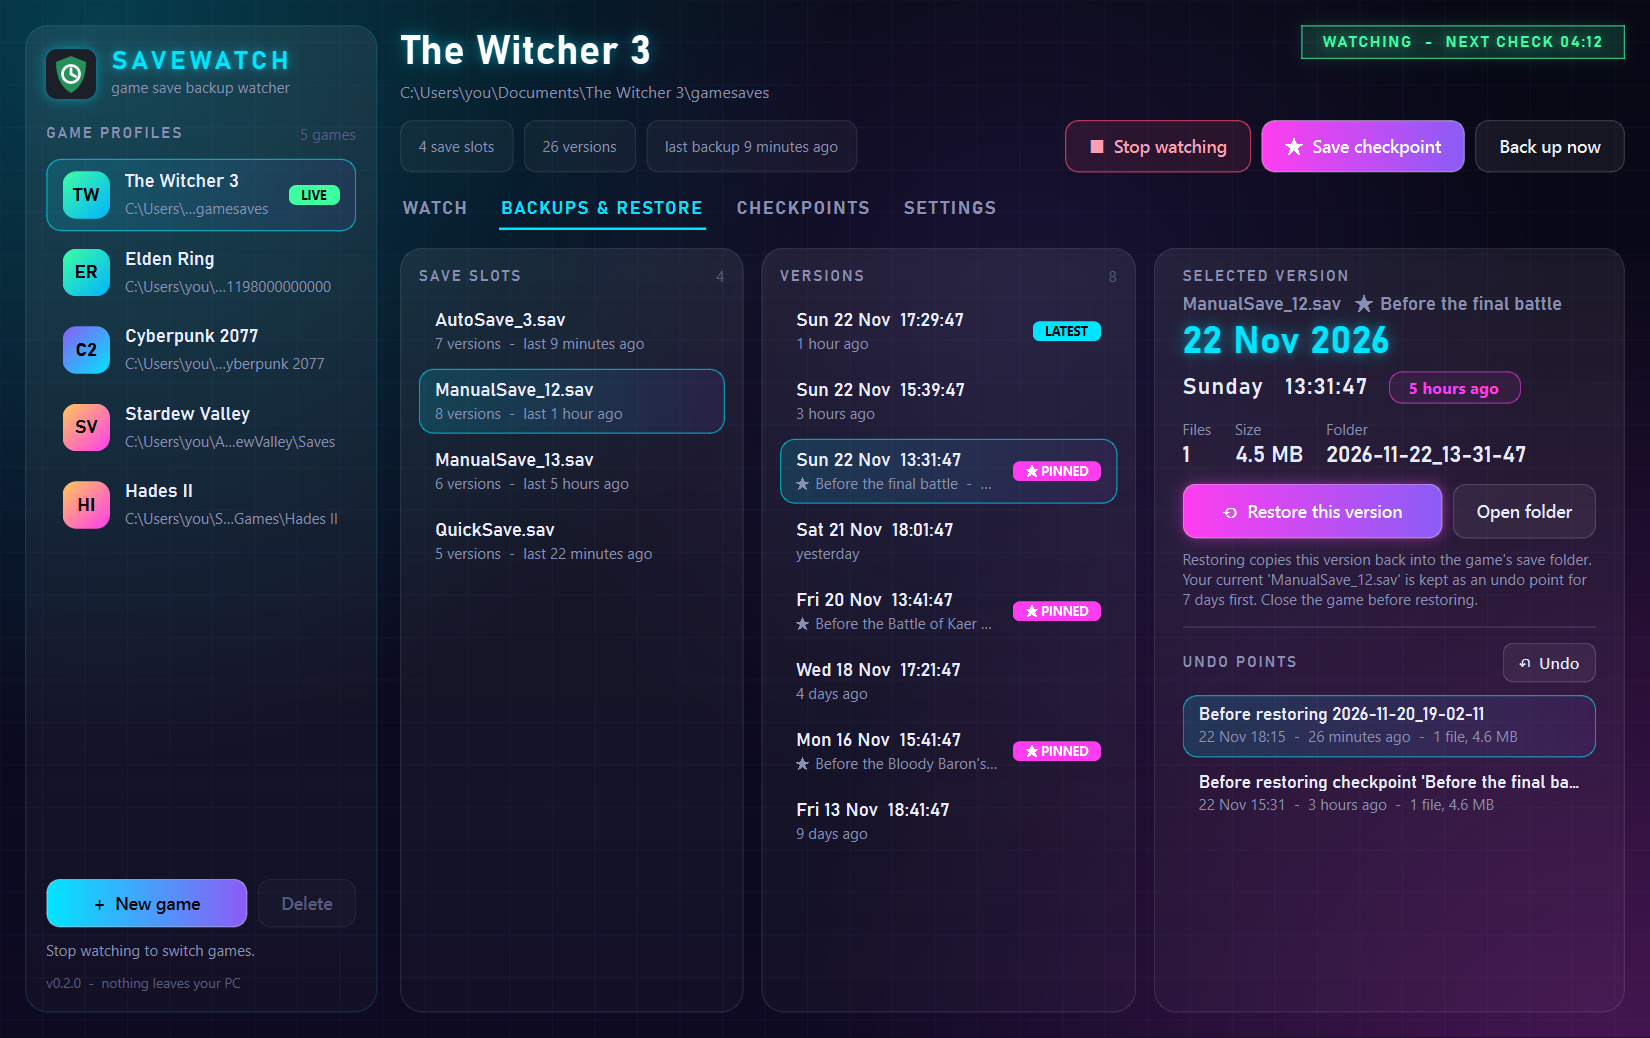 SAVEWATCH
game save backup watcher
GAME PROFILES
5 games
TW
The Witcher 3
C:\Users\...gamesaves
LIVE
ER
Elden Ring
C:\Users\you\...1198000000000
C2
Cyberpunk 2077
C:\Users\you\...yberpunk 2077
SV
Stardew Valley
C:\Users\you\A...ewValley\Saves
HI
Hades II
C:\Users\you\S...Games\Hades II
+ New game
Delete
Stop watching to switch games.
v0.2.0 - nothing leaves your PC
The Witcher 3
C:\Users\you\Documents\The Witcher 3\gamesaves
WATCHING - NEXT CHECK 04:12
4 save slots
26 versions
last backup 9 minutes ago
■ Stop watching
★ Save checkpoint
Back up now
WATCH
BACKUPS & RESTORE
CHECKPOINTS
SETTINGS
SAVE SLOTS
4
AutoSave_3.sav
7 versions - last 9 minutes ago
ManualSave_12.sav
8 versions - last 1 hour ago
ManualSave_13.sav
6 versions - last 5 hours ago
QuickSave.sav
5 versions - last 22 minutes ago
VERSIONS
8
Sun 22 Nov 17:29:47
1 hour ago
LATEST
Sun 22 Nov 15:39:47
3 hours ago
Sun 22 Nov 13:31:47
★ Before the final battle - ...
★ PINNED
Sat 21 Nov 18:01:47
yesterday
Fri 20 Nov 13:41:47
★ Before the Battle of Kaer ...
★ PINNED
Wed 18 Nov 17:21:47
4 days ago
Mon 16 Nov 15:41:47
★ Before the Bloody Baron's...
★ PINNED
Fri 13 Nov 18:41:47
9 days ago
SELECTED VERSION
ManualSave_12.sav ★ Before the final battle
22 Nov 2026
Sunday 13:31:47
5 hours ago
Files
1
Size
4.5 MB
Folder
2026-11-22_13-31-47
⟲ Restore this version
Open folder
Restoring copies this version back into the game's save folder.
Your current 'ManualSave_12.sav' is kept as an undo point for
7 days first. Close the game before restoring.
UNDO POINTS
↶ Undo
Before restoring 2026-11-20_19-02-11
22 Nov 18:15 - 26 minutes ago - 1 file, 4.6 MB
Before restoring checkpoint 'Before the final ba...
22 Nov 15:31 - 3 hours ago - 1 file, 4.6 MB